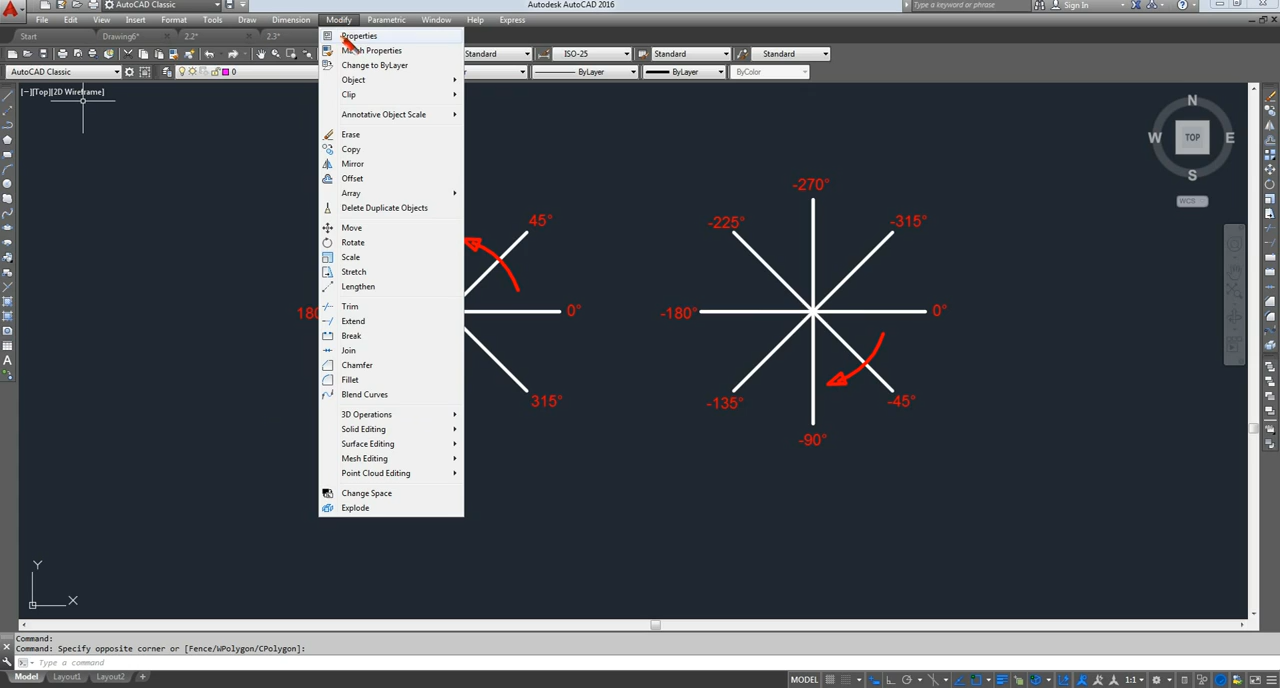 AutoCAD Classic
Autodesk AutoCAD 2016
Type a keyword or phrase
Sign In
File Edit View Insert Format Tools Draw Dimension Modify Parametric Window Help Express
Start Drawing6* 2.2* 2.3*
Standard ISO-25 Standard Standard
AutoCAD Classic 0 ByLayer ByLayer ByColor
[−][Top][2D Wireframe]
Properties
Match Properties
Change to ByLayer
Object
Clip
Annotative Object Scale
Erase
Copy
Mirror
Offset
Array
Delete Duplicate Objects
Move
Rotate
Scale
Stretch
Lengthen
Trim
Extend
Break
Join
Chamfer
Fillet
Blend Curves
3D Operations
Solid Editing
Surface Editing
Mesh Editing
Point Cloud Editing
Change Space
Explode
45°
0°
315°
-270°
-225° -315°
-180° 0°
-135° -45°
-90°
N
W TOP E
S
WCS
Y
X
Command:
Command: Specify opposite corner or [Fence/WPolygon/CPolygon]:
Type a command
Model Layout1 Layout2 +
MODEL 1:1